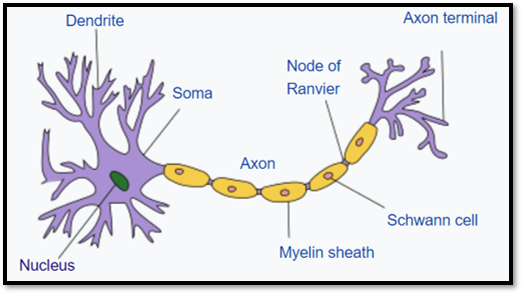 Dendrite
Axon terminal
Node of
Ranvier
Soma
Axon
Schwann cell
Myelin sheath
Nucleus